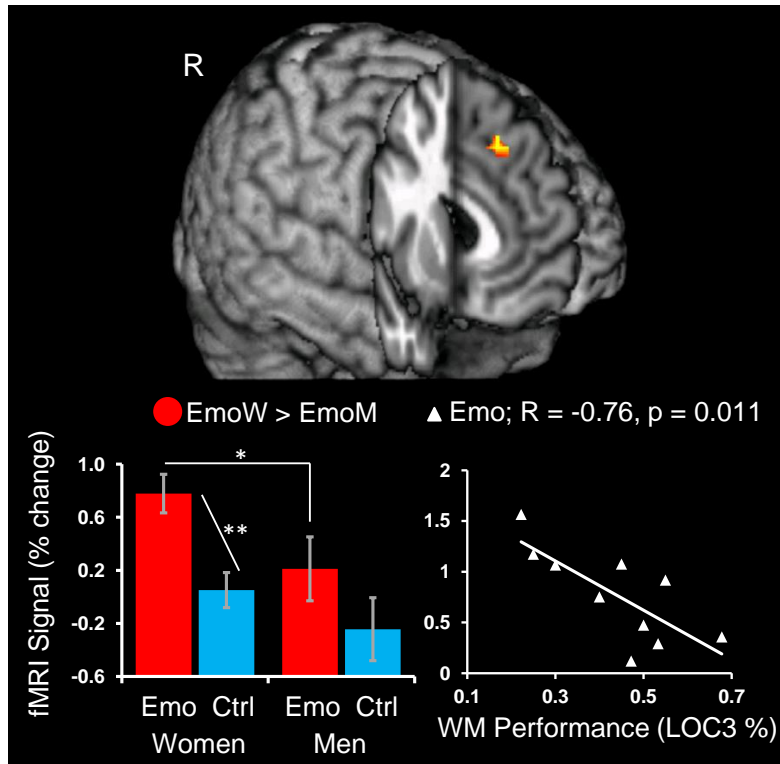 R
EmoW > EmoM
▲ Emo; R = -0.76, p = 0.011
fMRI Signal (% change)
1.0
0.6
0.2
-0.2
-0.6
*
**
Emo Ctrl Emo Ctrl
Women Men
2
1.5
1
0.5
0
0.1 0.3 0.5 0.7
WM Performance (LOC3 %)